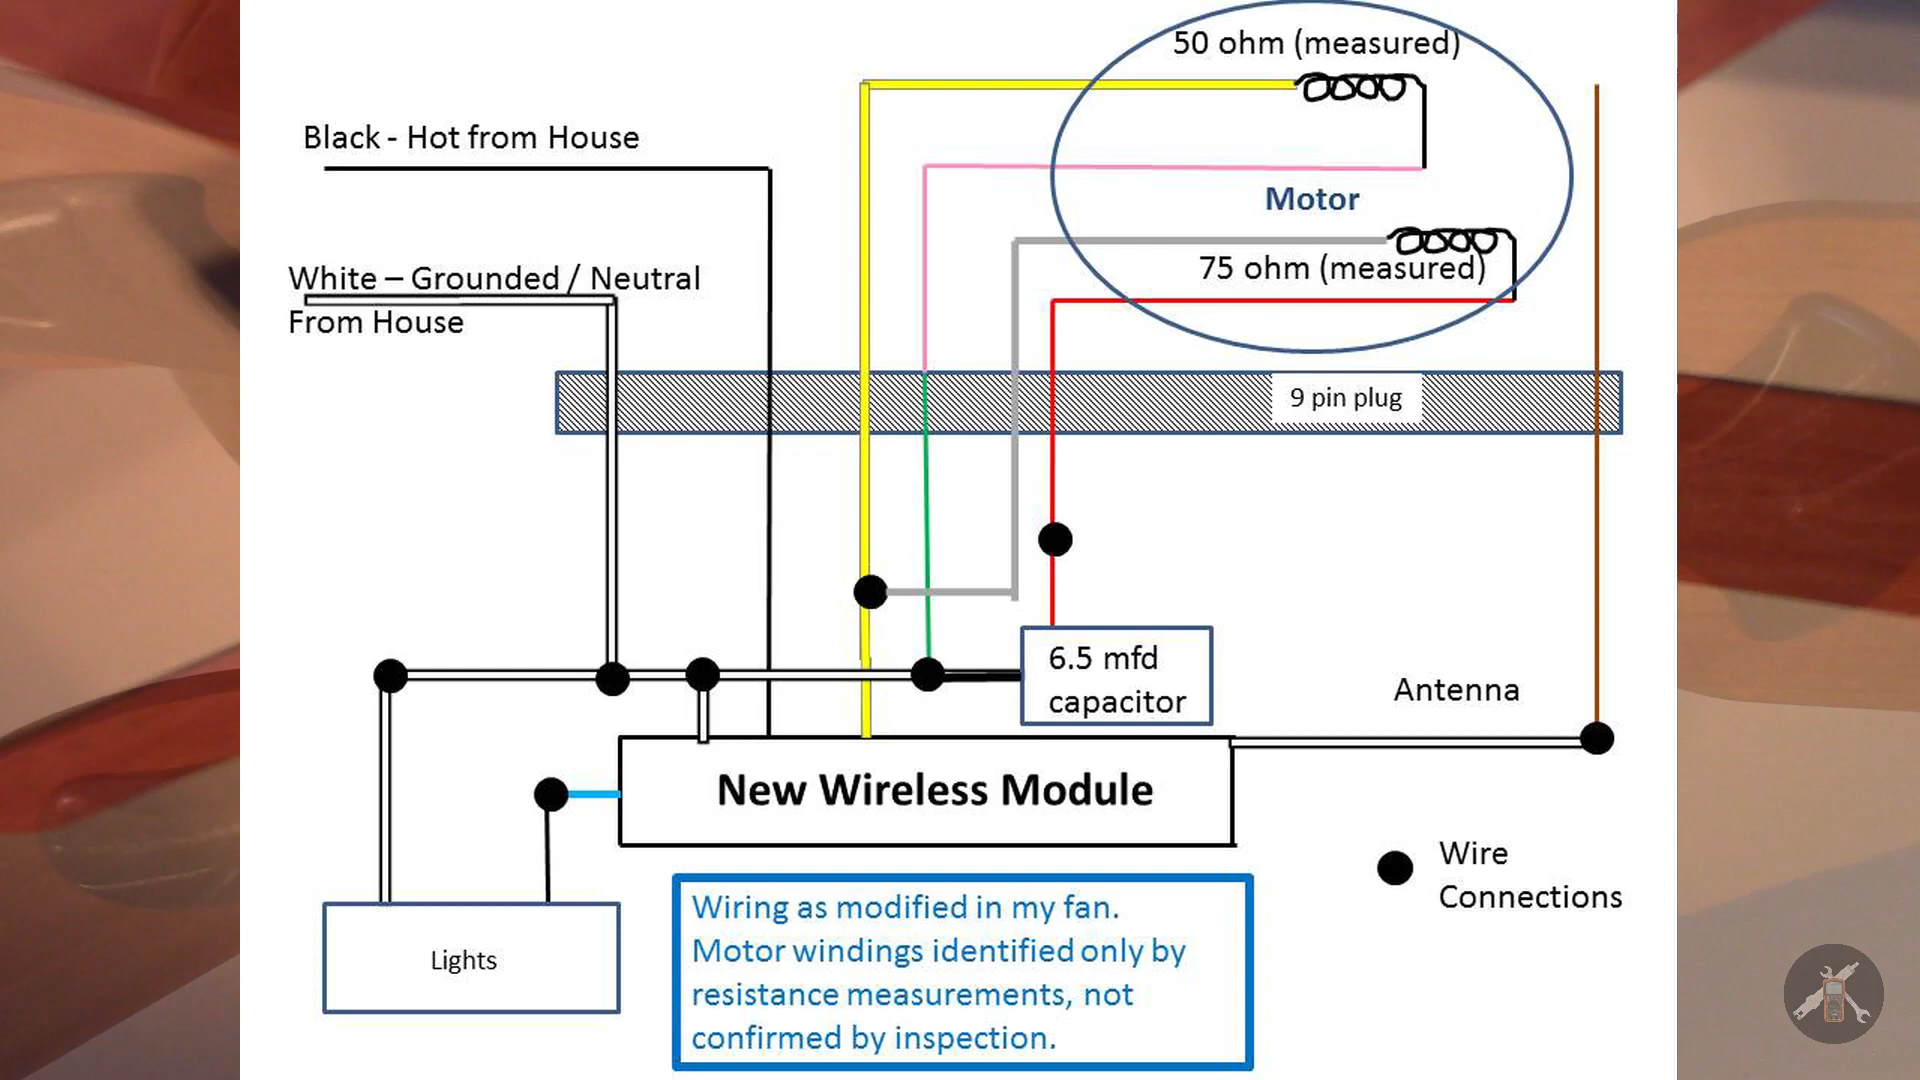 50 ohm (measured)
Black - Hot from House
Motor
White – Grounded / Neutral
From House
75 ohm (measured)
9 pin plug
6.5 mfd
capacitor
Antenna
New Wireless Module
Wire
Connections
Lights
Wiring as modified in my fan.
Motor windings identified only by
resistance measurements, not
confirmed by inspection.